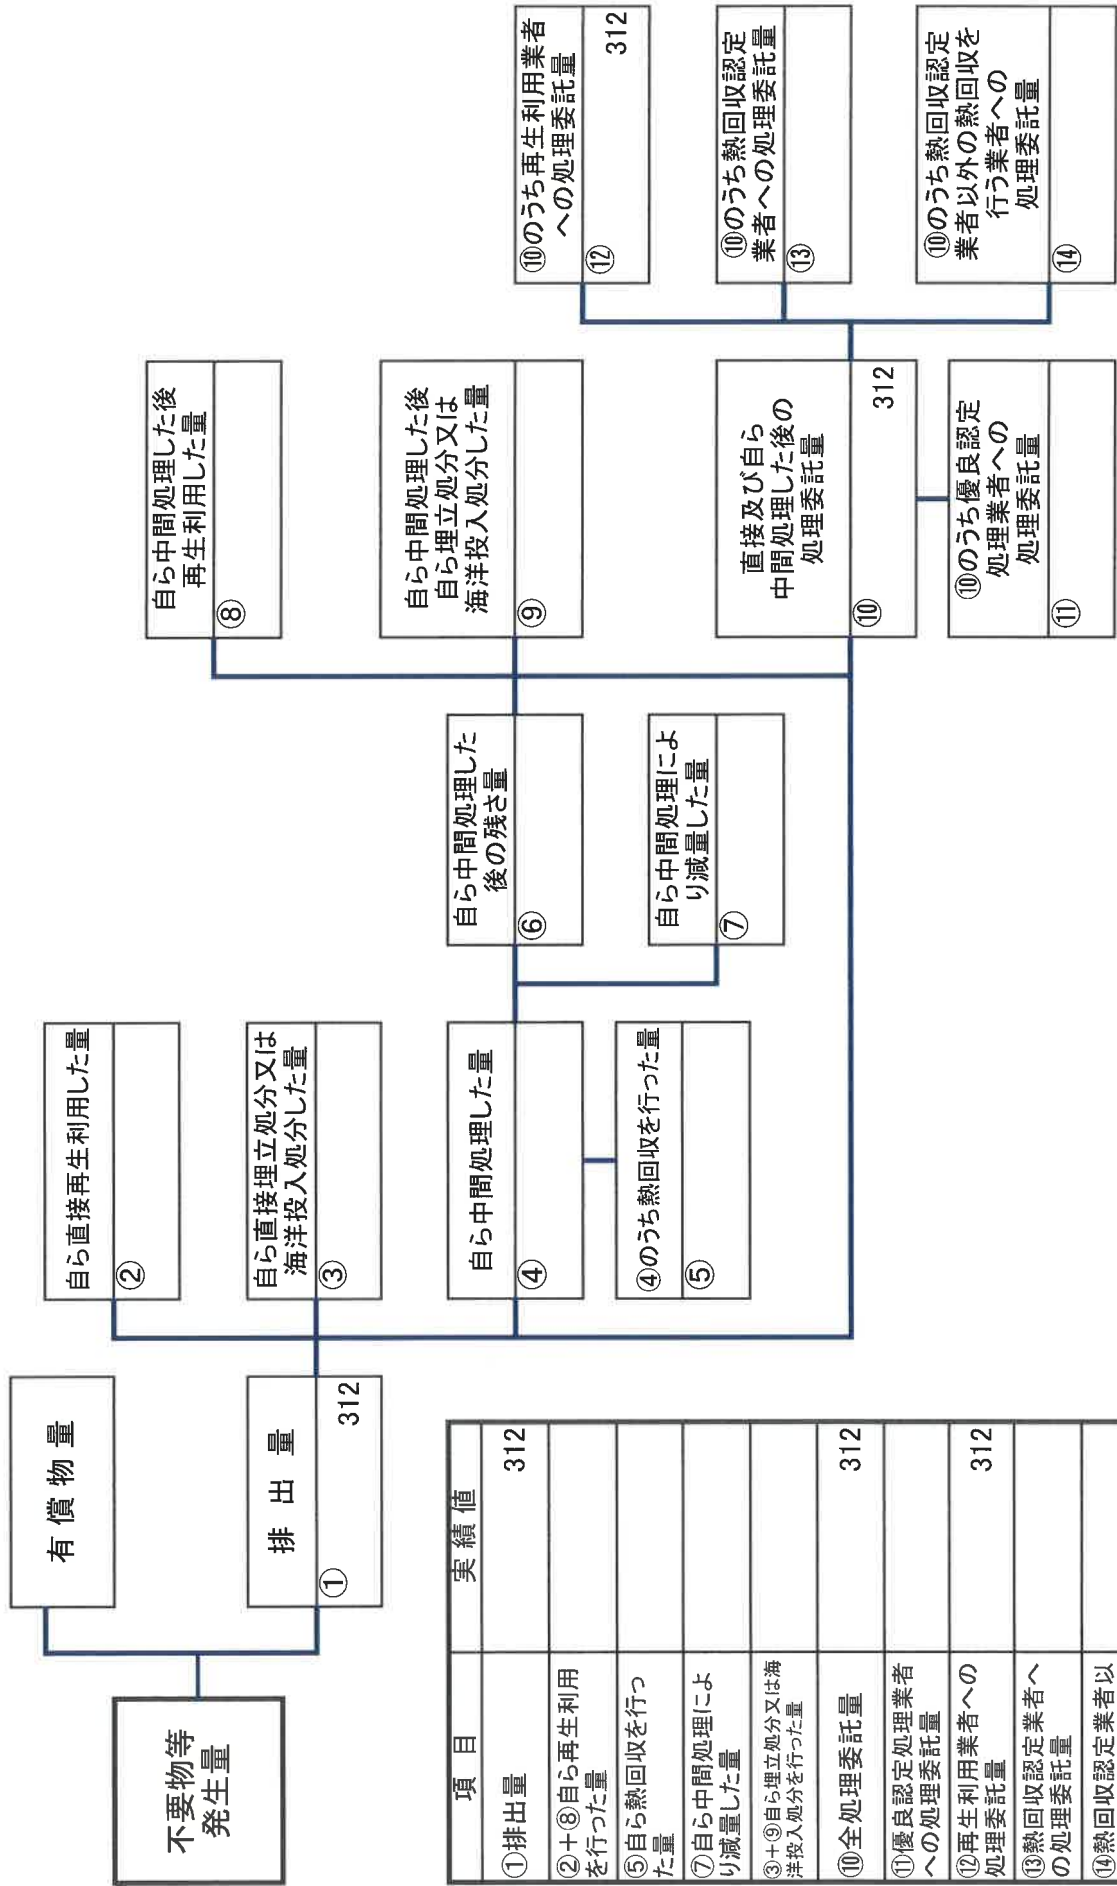 不要物等
発生量
有償物量
排出量
①
312
自ら直接再生利用した量
②
自ら直接埋立処分又は
海洋投入処分した量
③
自ら中間処理した量
④
④のうち熱回収を行った量
⑤
自ら中間処理した
後の残さ量
⑥
自ら中間処理によ
り減量した量
⑦
自ら中間処理した後
再生利用した量
⑧
自ら中間処理した後
自ら埋立処分又は
海洋投入処分した量
⑨
直接及び自ら
中間処理した後の
処理委託量
⑩
312
⑩のうち優良認定
処理業者への
処理委託量
⑪
⑩のうち再生利用業者
への処理委託量
⑫
312
⑩のうち熱回収認定
業者への処理委託量
⑬
⑩のうち熱回収認定
業者以外の熱回収を
行う業者への
処理委託量
⑭
項目 実績値
①排出量 312
②+⑧自ら再生利用
を行った量
⑤自ら熱回収を行っ
た量
⑦自ら中間処理によ
り減量した量
③+⑨自ら埋立処分又は海
洋投入処分を行った量
⑩全処理委託量 312
⑪優良認定処理業者
への処理委託量
⑫再生利用業者への
処理委託量 312
⑬熱回収認定業者へ
の処理委託量
⑭熱回収認定業者以